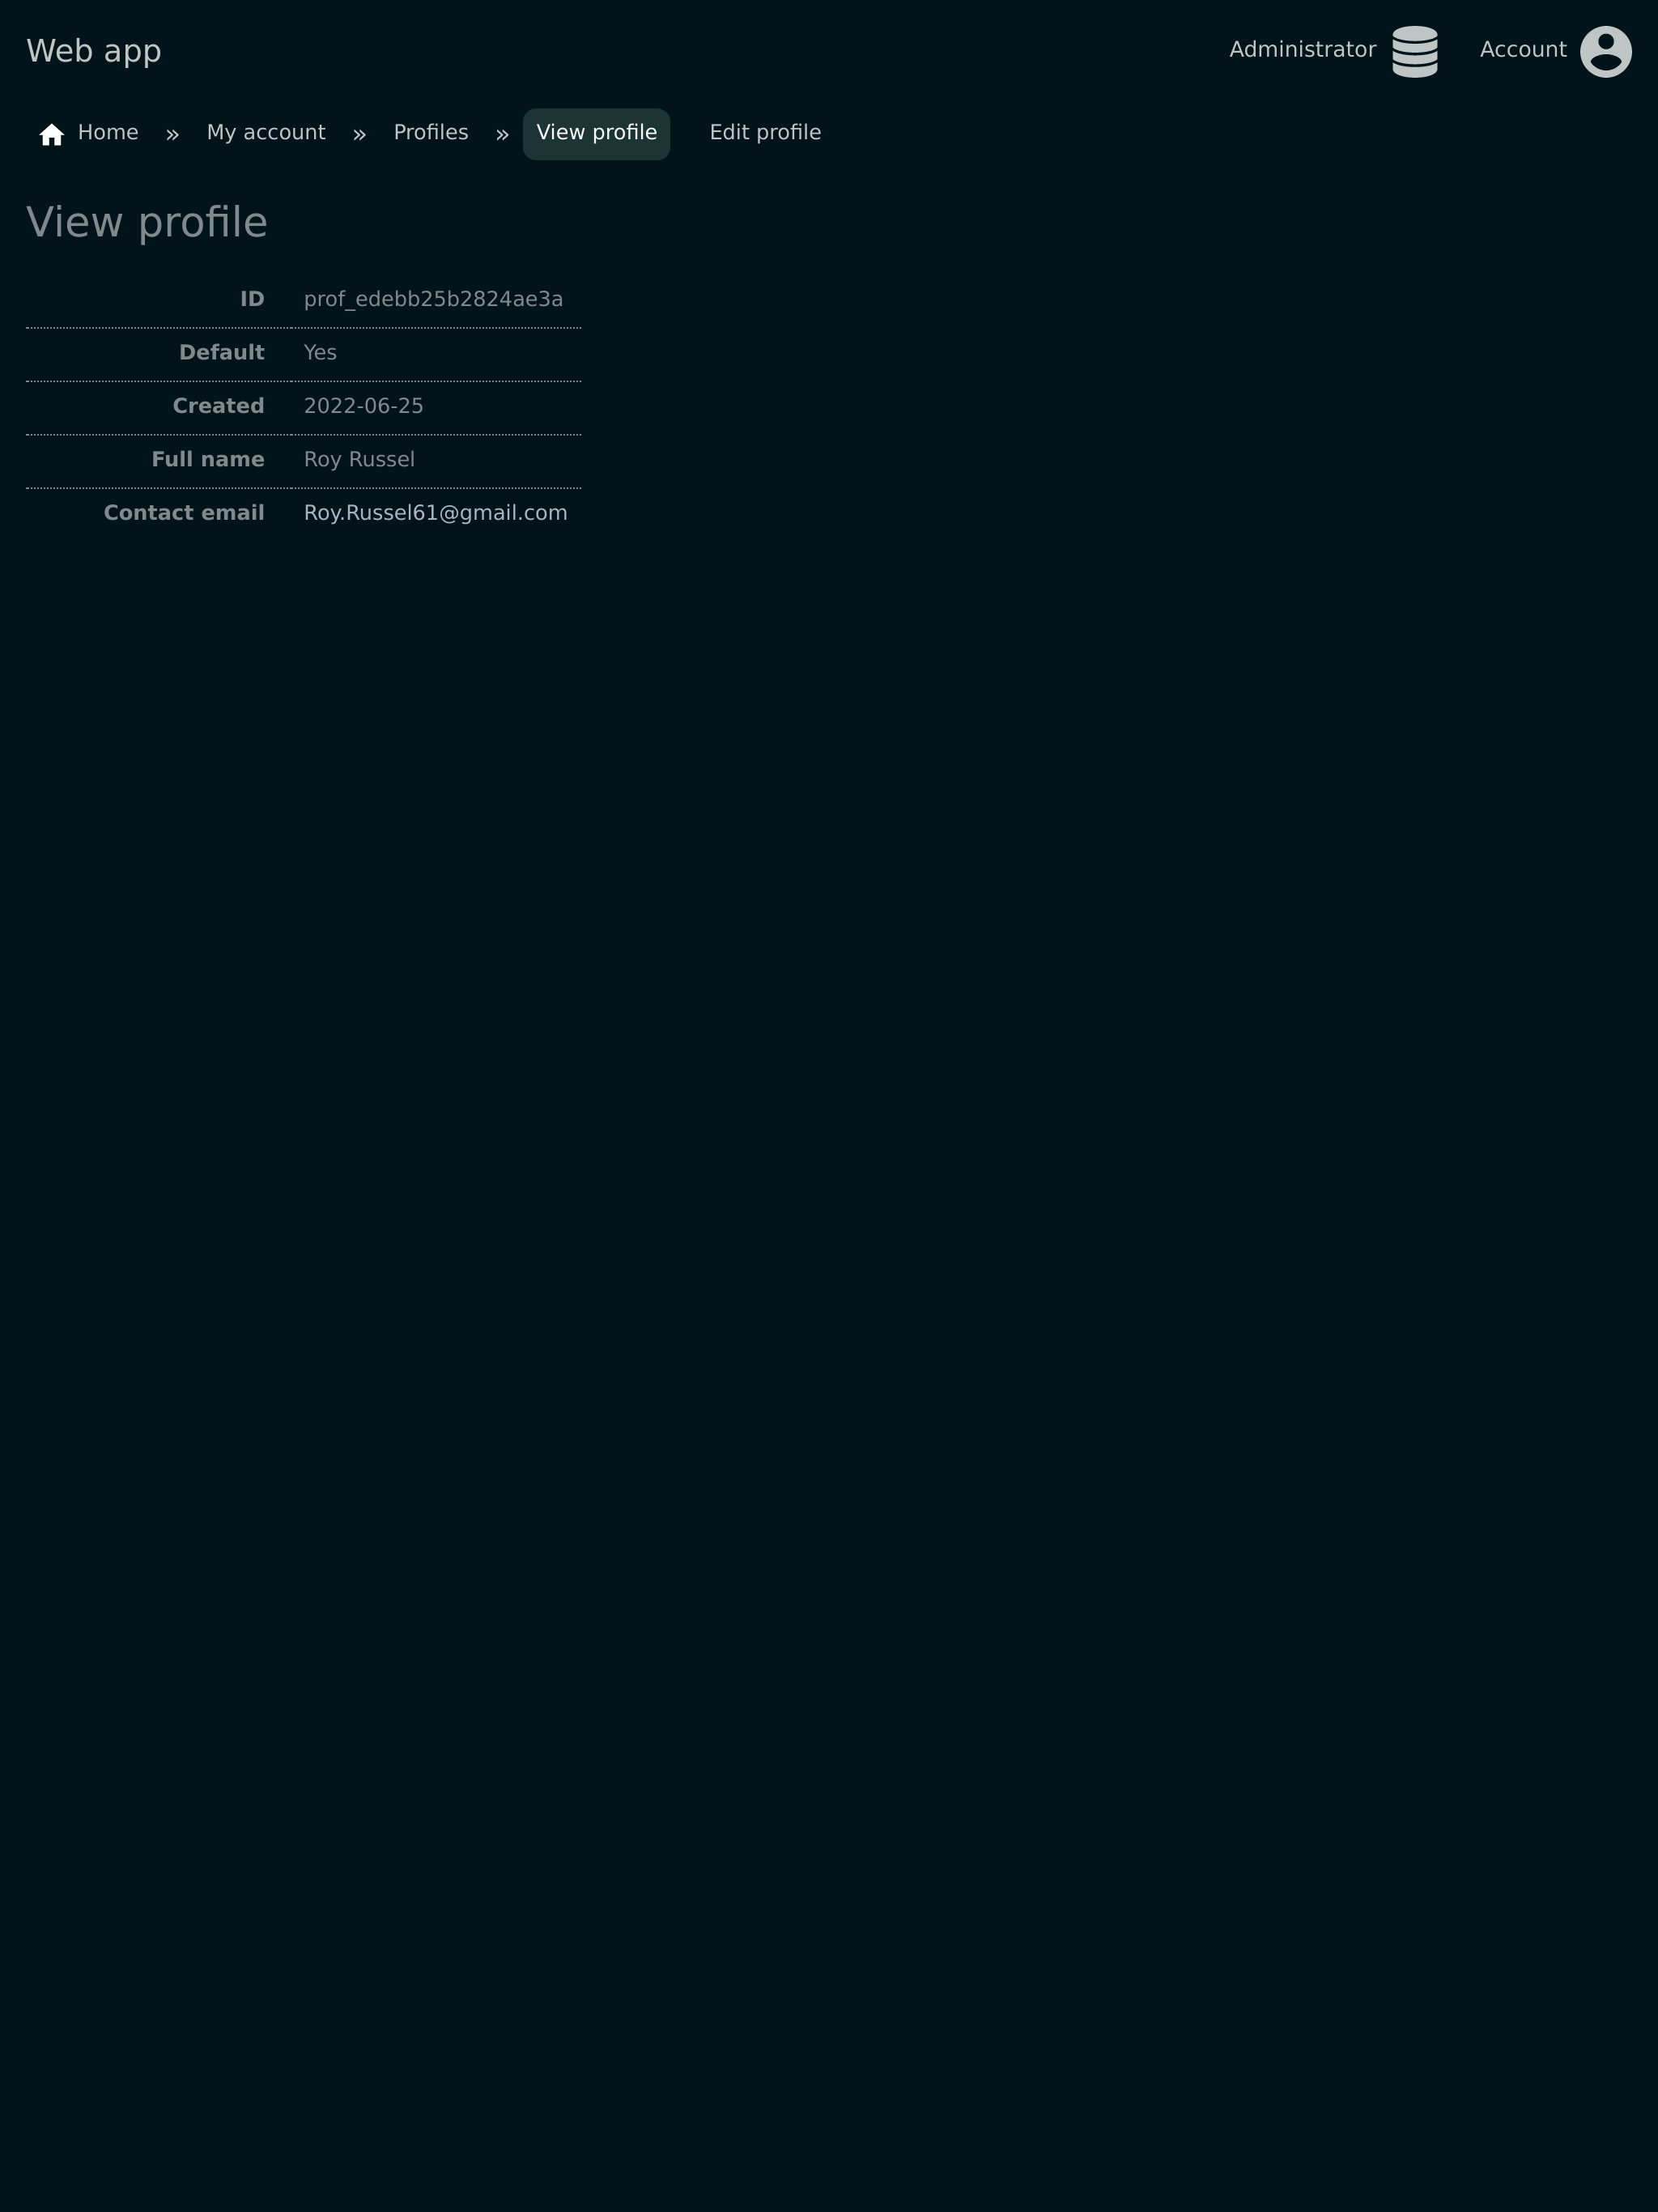 Web app
Administrator
Account
Home » My account » Profiles » View profile Edit profile
View profile
ID prof_edebb25b2824ae3a
Default Yes
Created 2022-06-25
Full name Roy Russel
Contact email Roy.Russel61@gmail.com